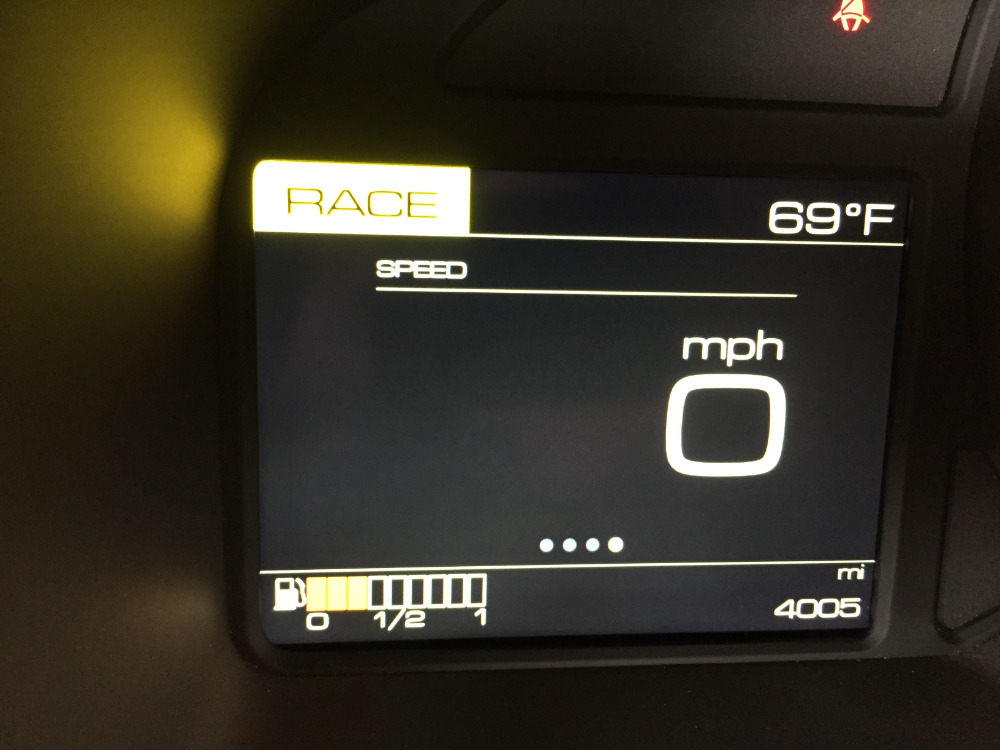 RACE
69°F
SPEED
mph
0
mi
0 1/2 1
4005